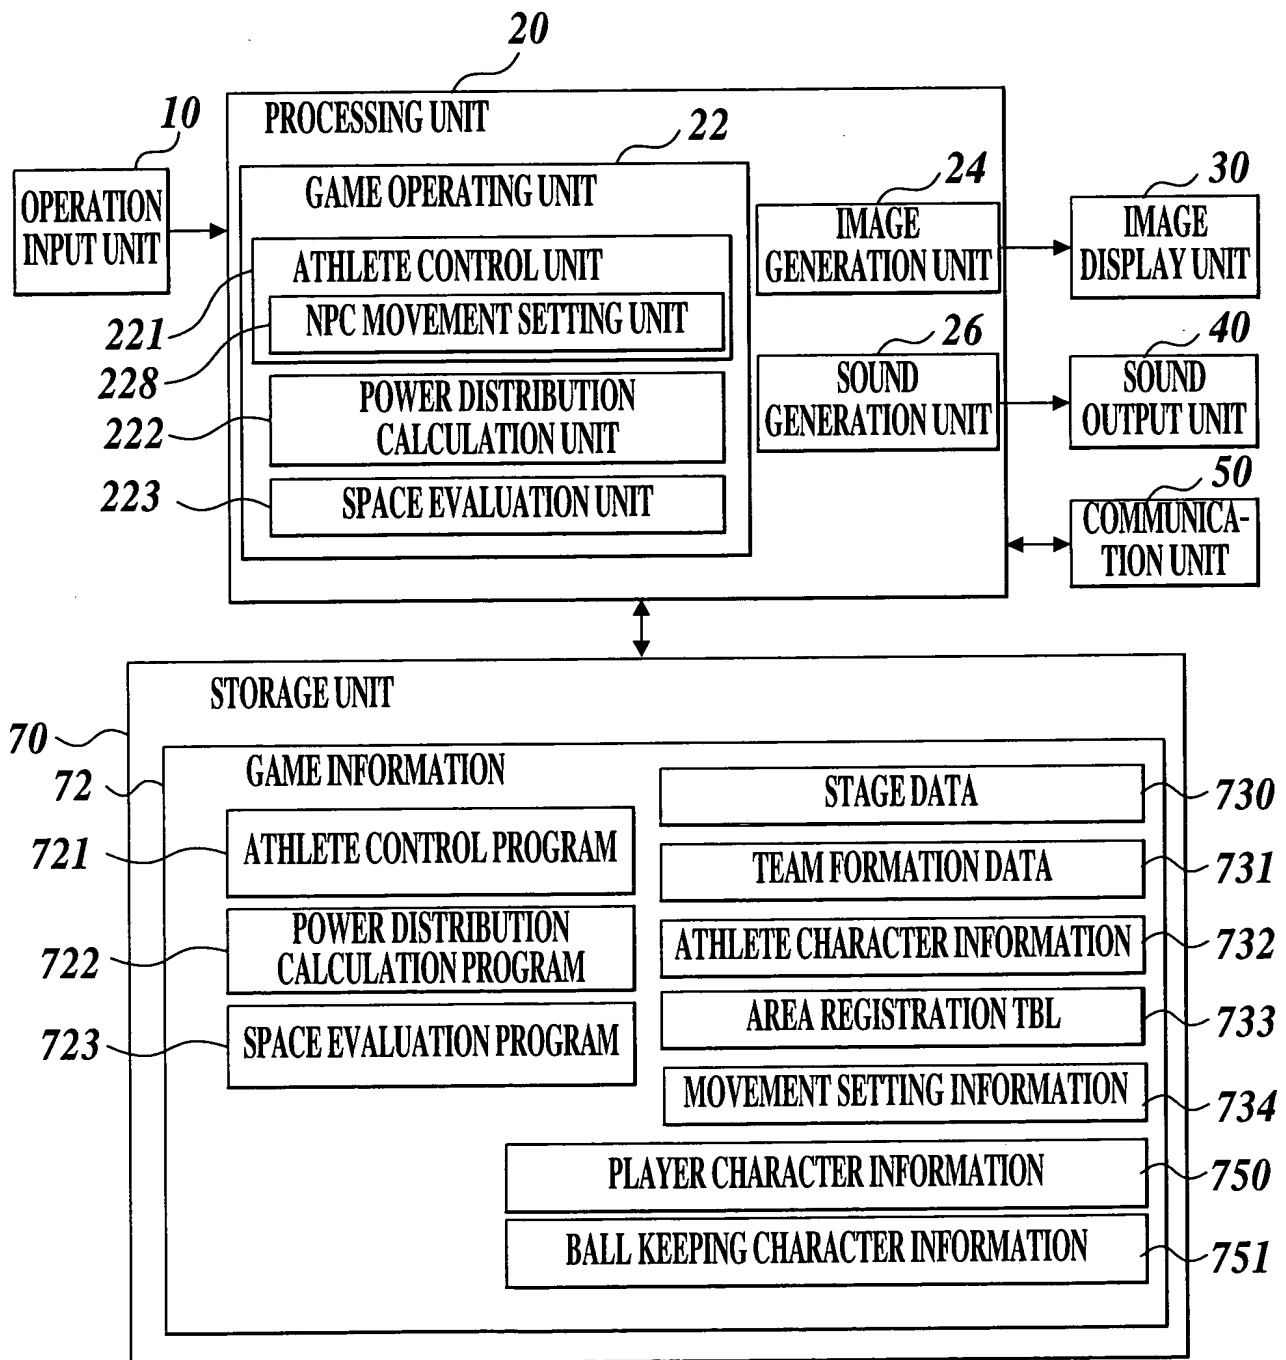 20
PROCESSING UNIT
10
22
OPERATION
INPUT UNIT
GAME OPERATING UNIT
24
IMAGE
GENERATION UNIT
30
IMAGE
DISPLAY UNIT
ATHLETE CONTROL UNIT
221
NPC MOVEMENT SETTING UNIT
228
26
SOUND
GENERATION UNIT
40
SOUND
OUTPUT UNIT
POWER DISTRIBUTION
CALCULATION UNIT
222
SPACE EVALUATION UNIT
223
50
COMMUNICA-
TION UNIT
STORAGE UNIT
70
72
GAME INFORMATION
STAGE DATA
730
721
ATHLETE CONTROL PROGRAM
TEAM FORMATION DATA
731
722
POWER DISTRIBUTION
CALCULATION PROGRAM
ATHLETE CHARACTER INFORMATION
732
723
SPACE EVALUATION PROGRAM
AREA REGISTRATION TBL
733
MOVEMENT SETTING INFORMATION
734
PLAYER CHARACTER INFORMATION
750
BALL KEEPING CHARACTER INFORMATION
751